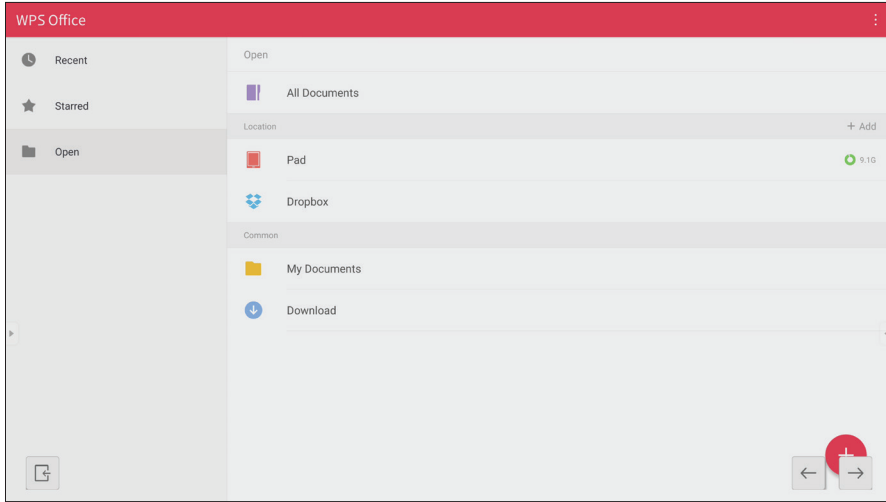 WPS Office
Recent
Starred
Open
Open
All Documents
Location
+ Add
Pad
9.1G
Dropbox
Common
My Documents
Download